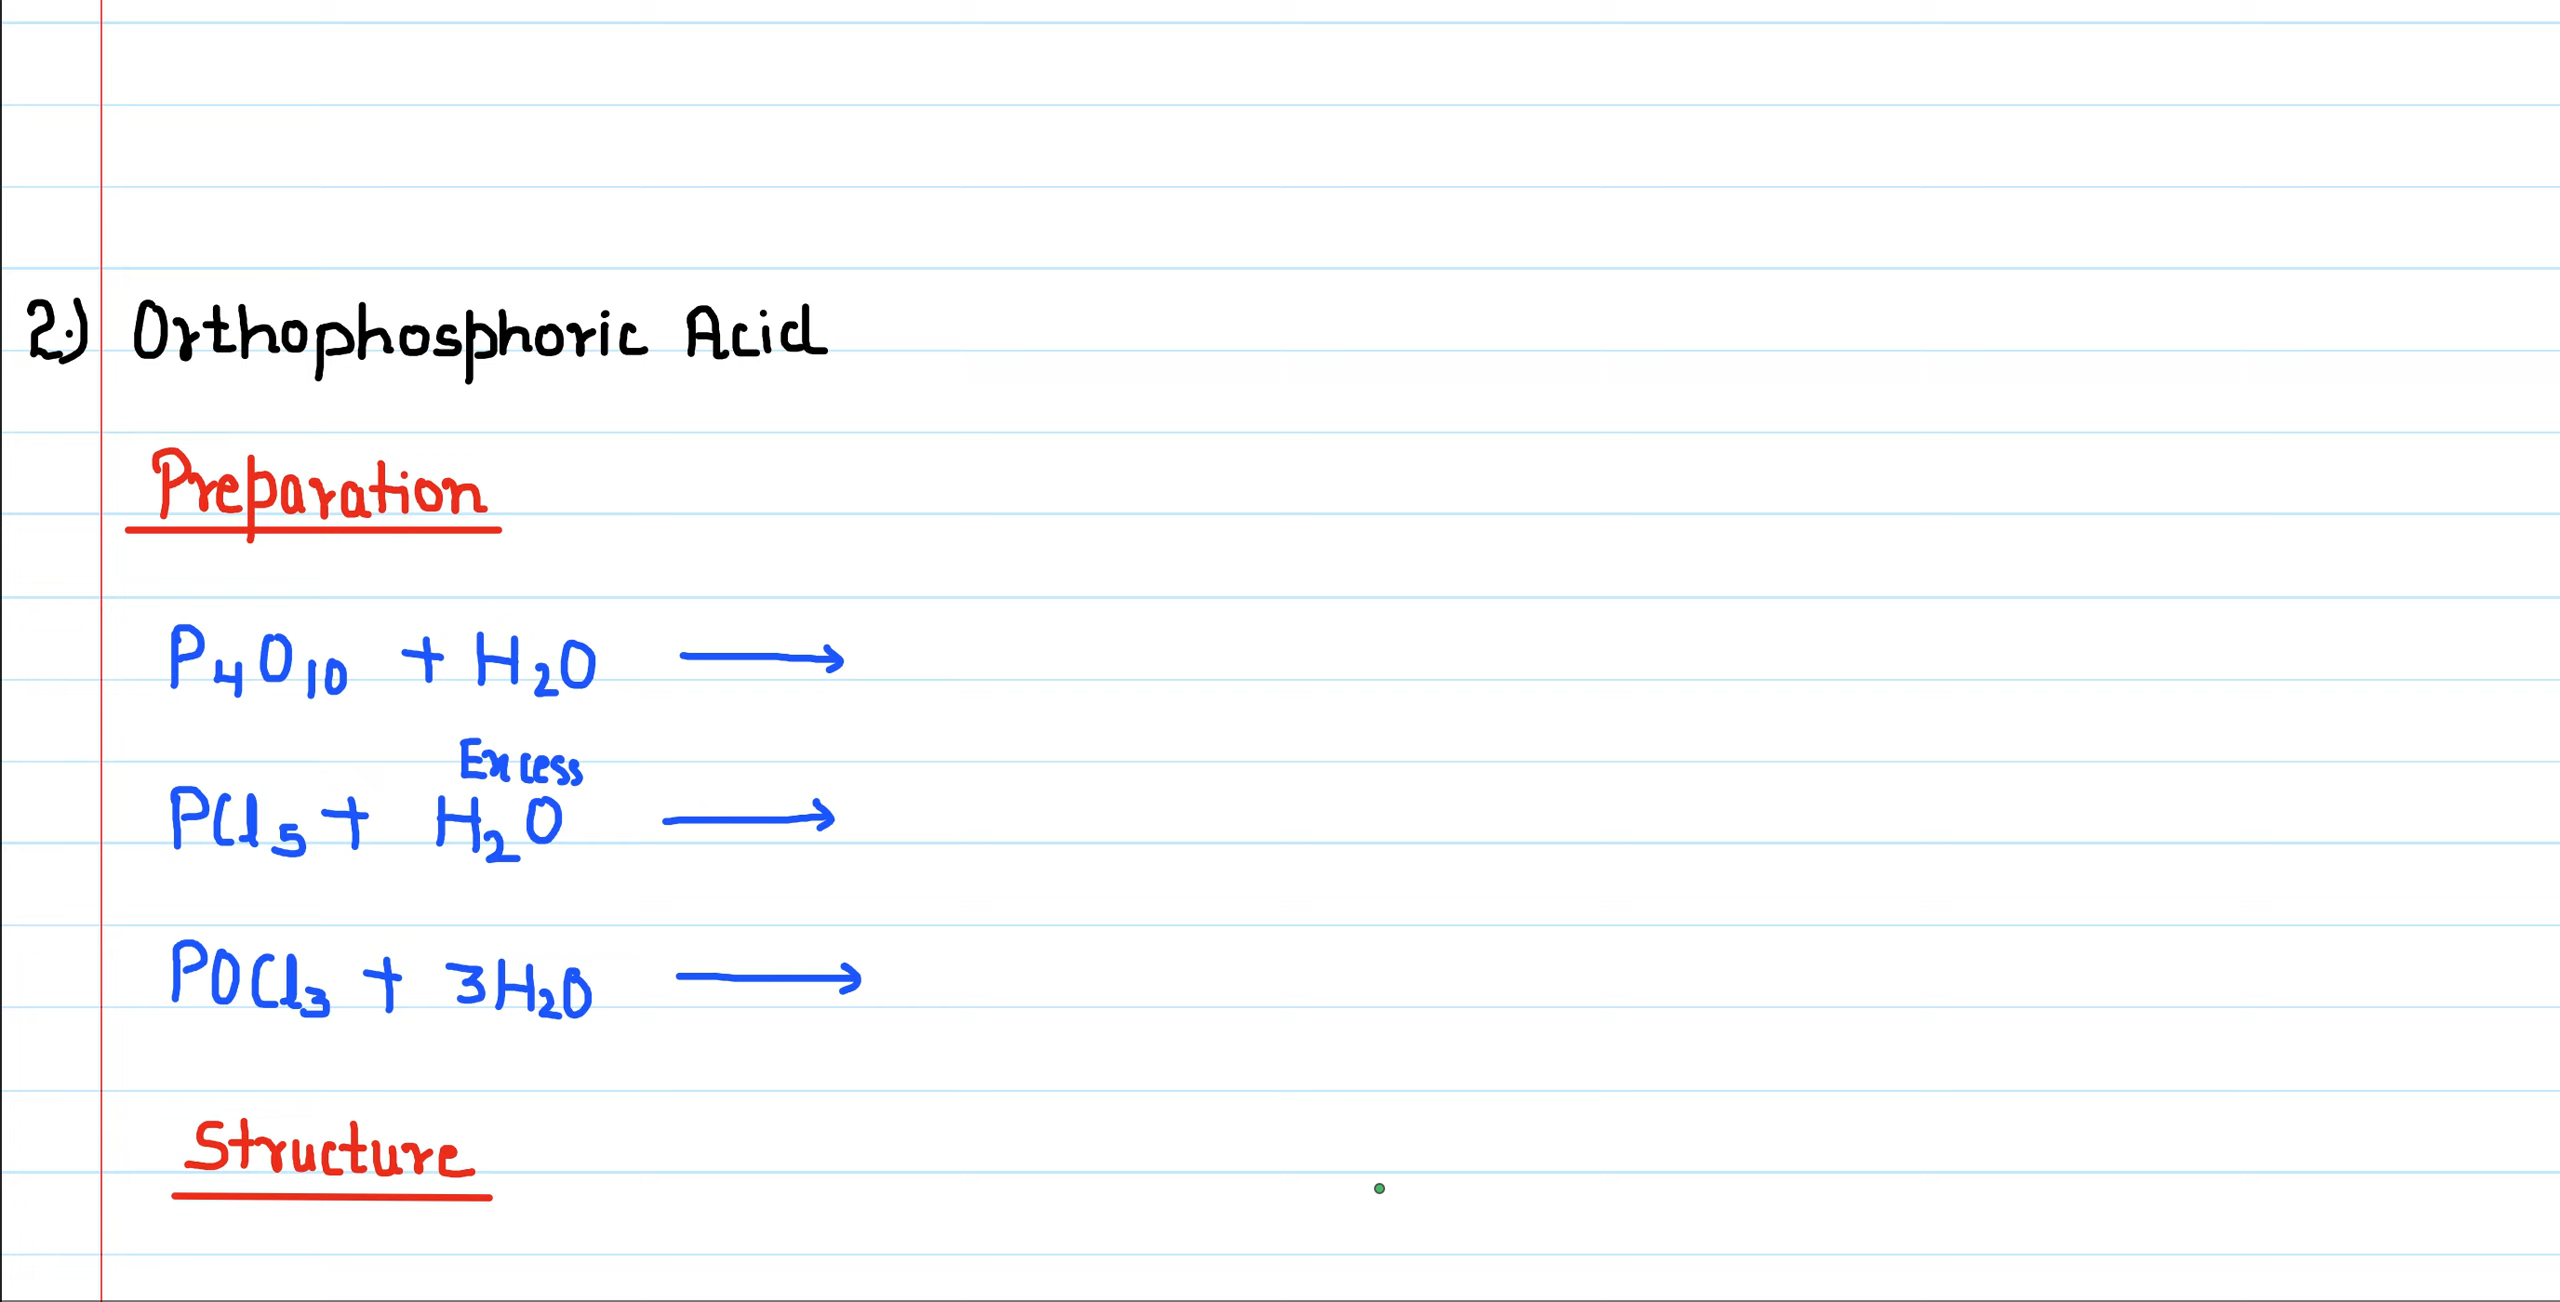 2.) Orthophosphoric Acid
Preparation
P₄O₁₀ + H₂O ⟶
Excess
PCl₅ + H₂O ⟶
POCl₃ + 3H₂O ⟶
Structure